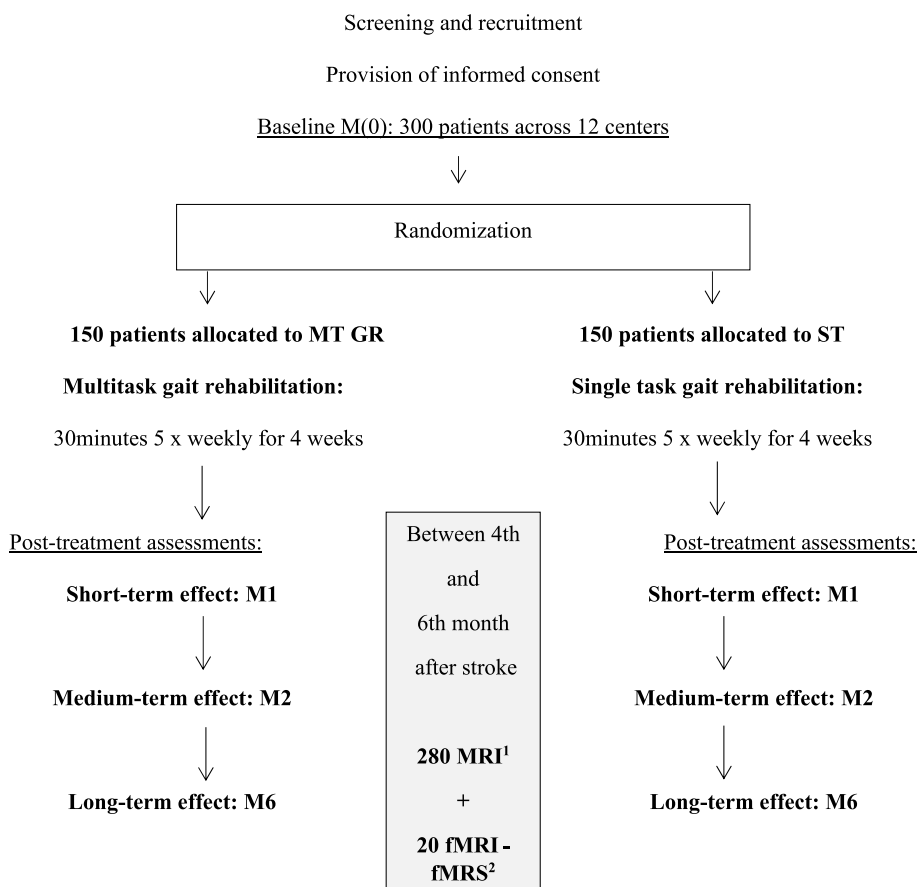 Screening and recruitment
Provision of informed consent
Baseline M(0): 300 patients across 12 centers
Randomization
150 patients allocated to MT GR
Multitask gait rehabilitation:
30minutes 5 x weekly for 4 weeks
Post-treatment assessments:
Short-term effect: M1
Medium-term effect: M2
Long-term effect: M6
Between 4th
and
6th month
after stroke
280 MRI¹
+
20 fMRI -
fMRS²
150 patients allocated to ST
Single task gait rehabilitation:
30minutes 5 x weekly for 4 weeks
Post-treatment assessments:
Short-term effect: M1
Medium-term effect: M2
Long-term effect: M6